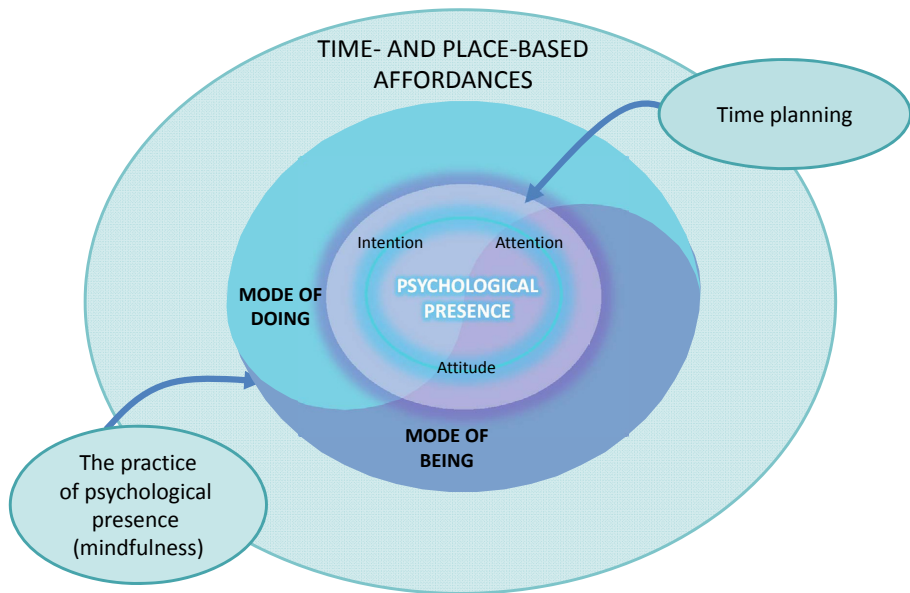 TIME- AND PLACE-BASED
AFFORDANCES
Time planning
Intention
Attention
PSYCHOLOGICAL
PRESENCE
MODE OF
DOING
Attitude
MODE OF
BEING
The practice
of psychological
presence
(mindfulness)